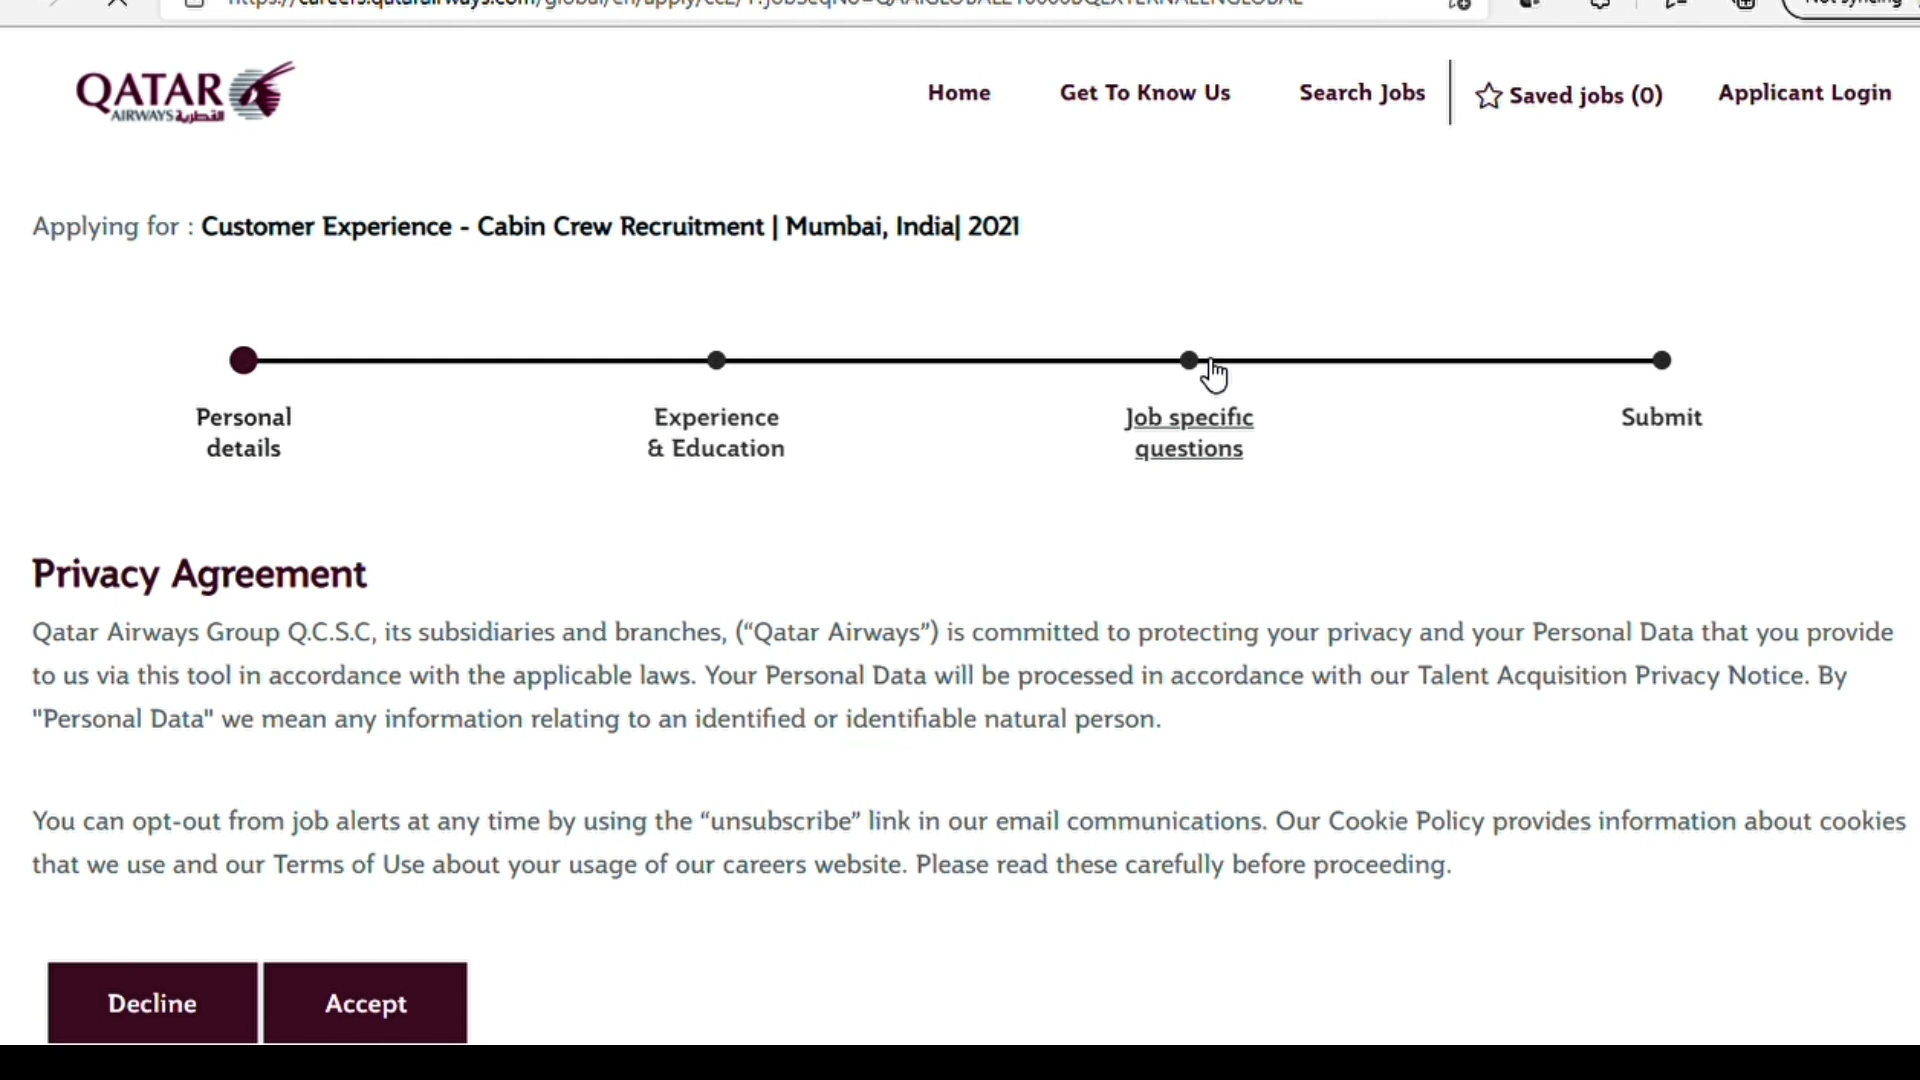 QATAR
AIRWAYS القطرية
Home
Get To Know Us
Search Jobs
Saved jobs (0)
Applicant Login
Applying for : Customer Experience - Cabin Crew Recruitment | Mumbai, India| 2021
Personal
details
Experience
& Education
Job specific
questions
Submit
Privacy Agreement
Qatar Airways Group Q.C.S.C, its subsidiaries and branches, (“Qatar Airways”) is committed to protecting your privacy and your Personal Data that you provide
to us via this tool in accordance with the applicable laws. Your Personal Data will be processed in accordance with our Talent Acquisition Privacy Notice. By
"Personal Data" we mean any information relating to an identified or identifiable natural person.
You can opt-out from job alerts at any time by using the “unsubscribe” link in our email communications. Our Cookie Policy provides information about cookies
that we use and our Terms of Use about your usage of our careers website. Please read these carefully before proceeding.
Decline
Accept